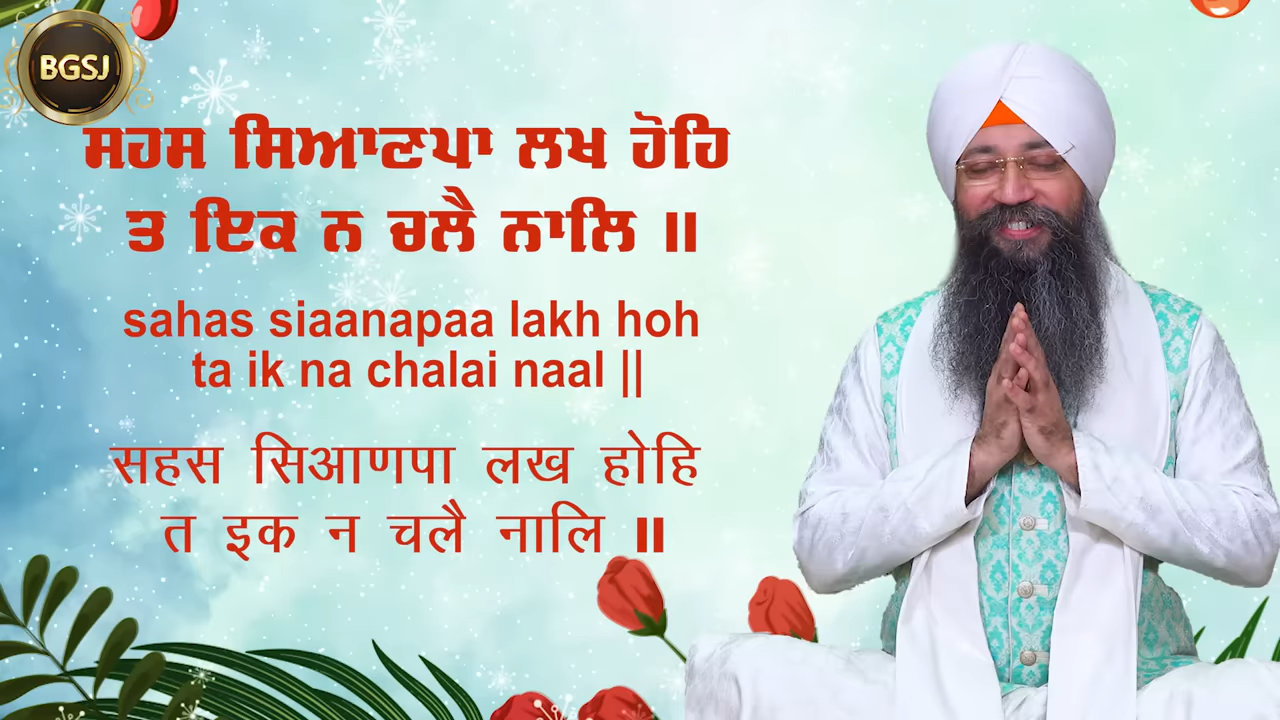 BGSJ
ਸਹਸ ਸਿਆਣਪਾ ਲਖ ਹੋਹਿ
ਤ ਇਕ ਨ ਚਲੈ ਨਾਲਿ ॥
sahas siaanapaa lakh hoh
ta ik na chalai naal ||
सहस सिआणपा लख होहि
त इक न चलै नालि ॥